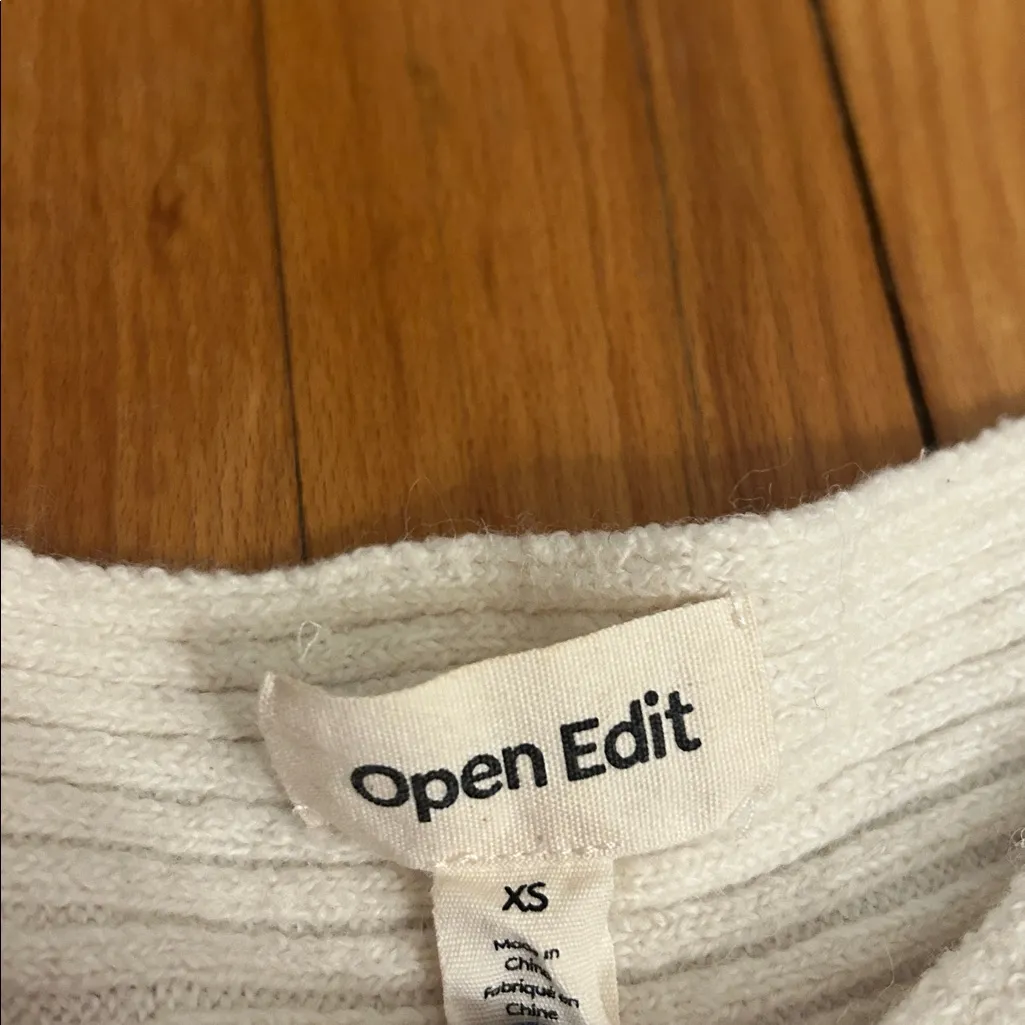 Open Edit
XS
Made in
China
Fabriqué en
Chine